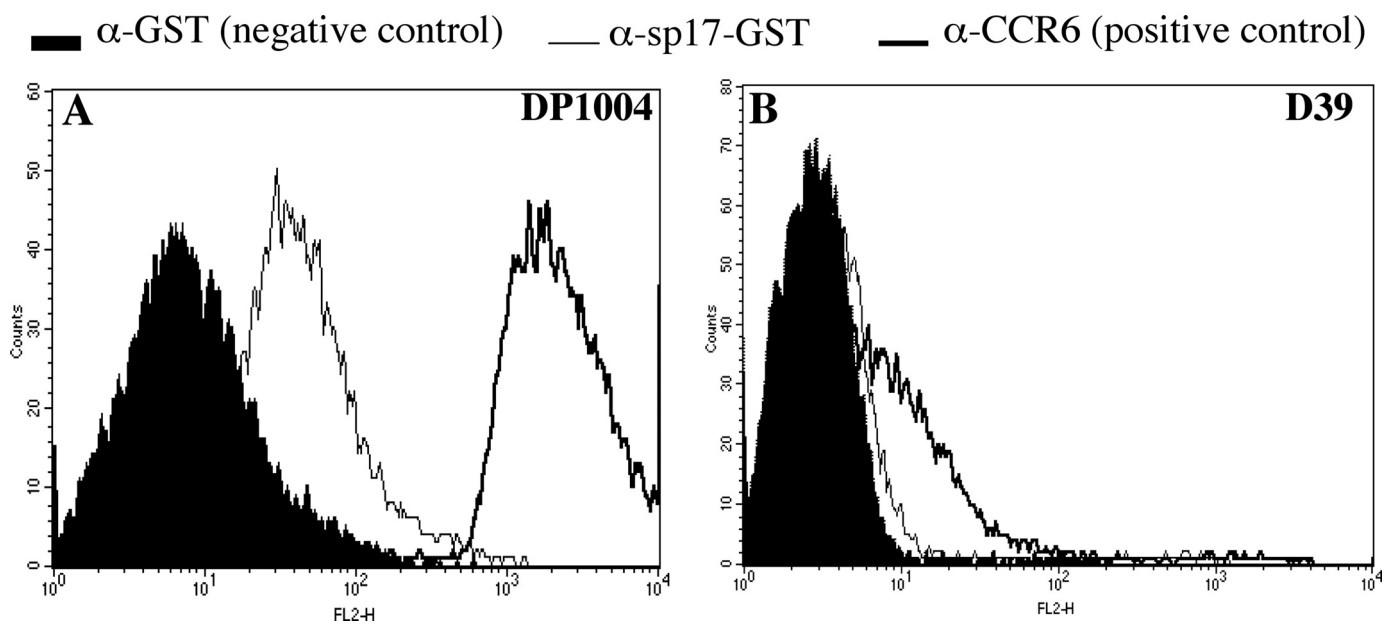 α-GST (negative control) α-sp17-GST α-CCR6 (positive control)
A DP1004
60
50
40
30
20
10
0
Counts
10^0 10^1 10^2 10^3 10^4
FL2-H
B D39
80
70
60
50
40
30
20
10
0
Counts
10^0 10^1 10^2 10^3 10^4
FL2-H